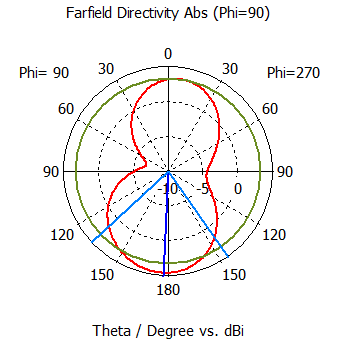 Farfield Directivity Abs (Phi=90)
0
Phi= 90 30 30 Phi=270
60 60
90 -10 -5 0 90
120 120
150 150
180
Theta / Degree vs. dBi